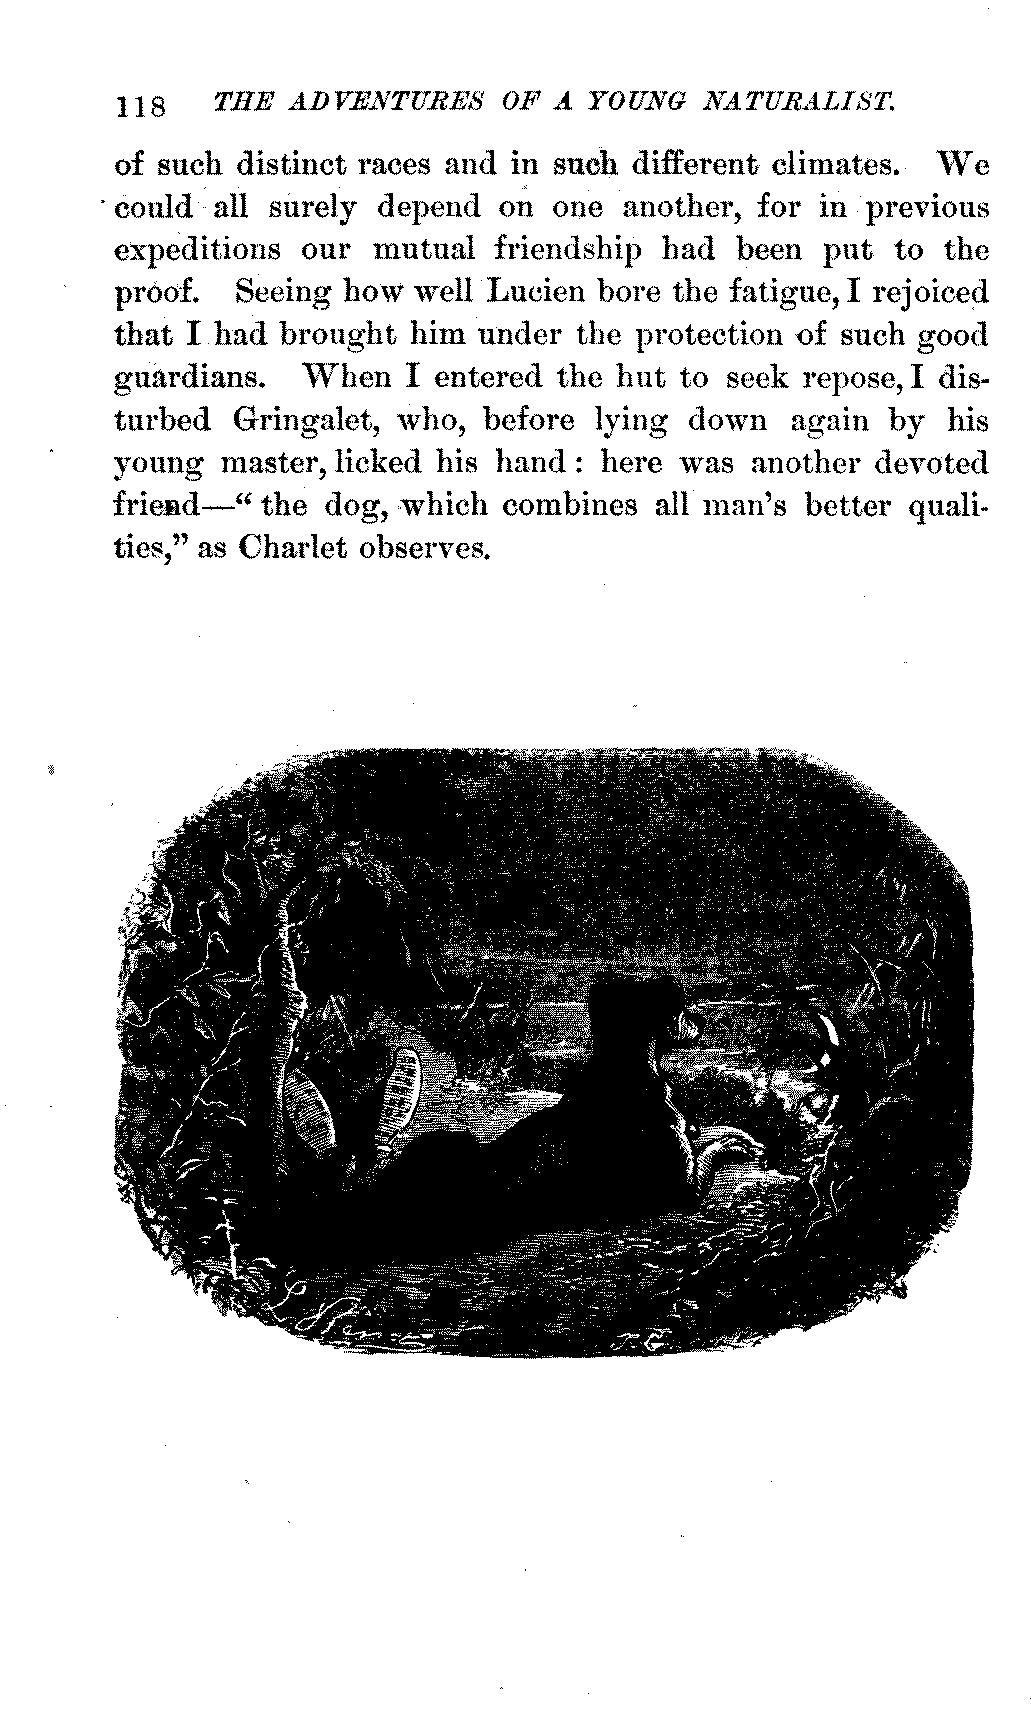 118 THE ADVENTURES OF A YOUNG NATURALIST.
of such distinct races and in such different climates. We
could all surely depend on one another, for in previous
expeditions our mutual friendship had been put to the
proof. Seeing how well Lucien bore the fatigue, I rejoiced
that I had brought him under the protection of such good
guardians. When I entered the hut to seek repose, I dis-
turbed Gringalet, who, before lying down again by his
young master, licked his hand: here was another devoted
friend—“the dog, which combines all man's better quali-
ties,” as Charlet observes.